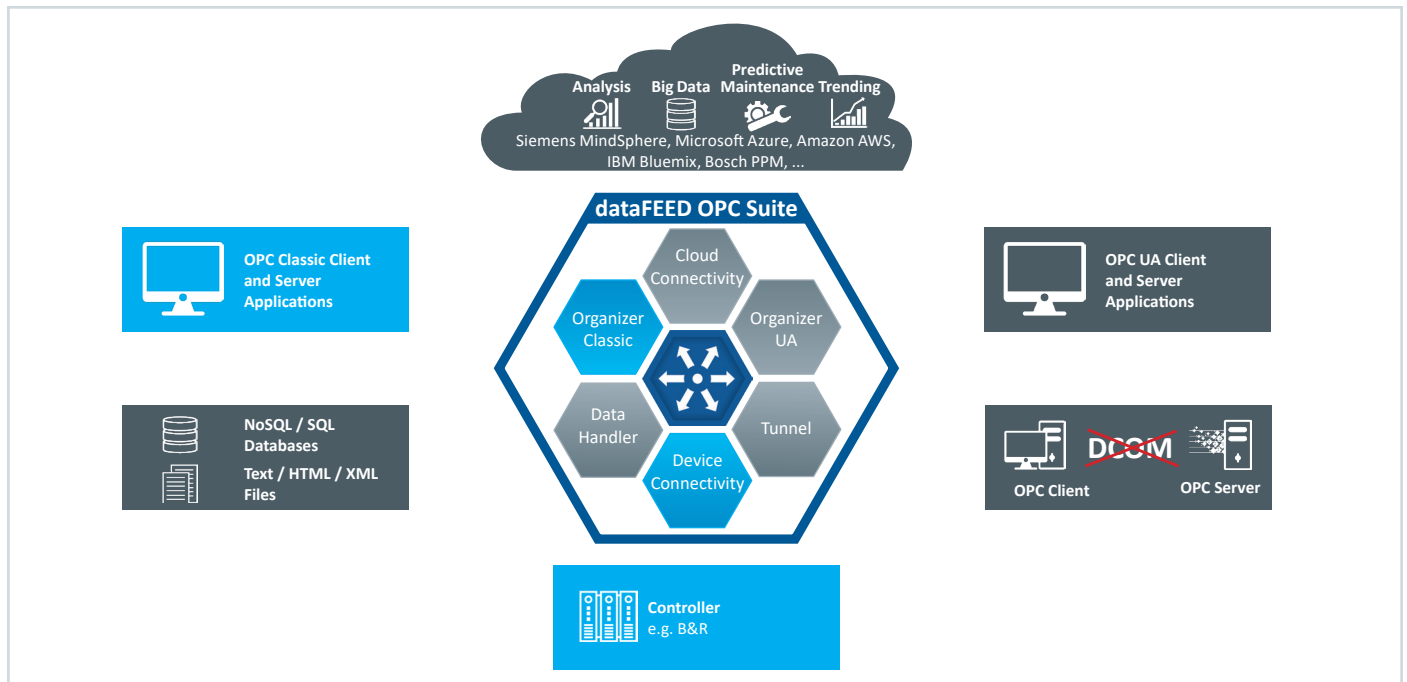 Analysis
Big Data
Predictive
Maintenance
Trending
Siemens MindSphere, Microsoft Azure, Amazon AWS,
IBM Bluemix, Bosch PPM, ...
dataFEED OPC Suite
OPC Classic Client
and Server
Applications
Cloud
Connectivity
Organizer
Classic
Organizer
UA
OPC UA Client
and Server
Applications
NoSQL / SQL
Databases
Text / HTML / XML
Files
Data
Handler
Tunnel
Device
Connectivity
DCOM
OPC Client
OPC Server
Controller
e.g. B&R